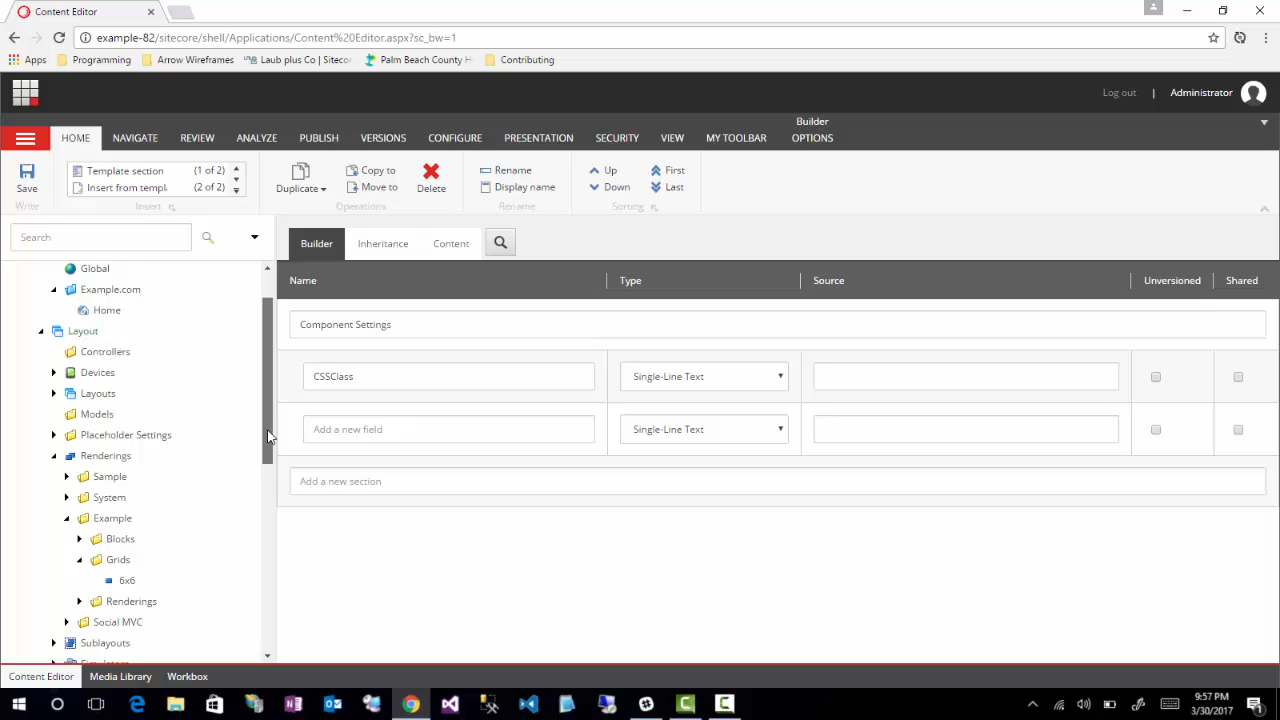 Content Editor
example-82/sitecore/shell/Applications/Content%20Editor.aspx?sc_bw=1
Apps Programming Arrow Wireframes Laub plus Co | Sitec Palm Beach County Contributing
Log out | Administrator
Builder
HOME NAVIGATE REVIEW ANALYZE PUBLISH VERSIONS CONFIGURE PRESENTATION SECURITY VIEW MY TOOLBAR OPTIONS
Template section (1 of 2)
Insert from templ (2 of 2)
Save
Duplicate
Copy to
Move to
Delete
Rename
Display name
Up
Down
First
Last
Write Insert Operations Rename Sorting
Search
Builder Inheritance Content
Name Type Source Unversioned Shared
Component Settings
CSSClass Single-Line Text
Add a new field Single-Line Text
Add a new section
Global
Example.com
Home
Layout
Controllers
Devices
Layouts
Models
Placeholder Settings
Renderings
Sample
System
Example
Blocks
Grids
6x6
Renderings
Social MVC
Sublayouts
Content Editor Media Library Workbox
9:57 PM
3/30/2017